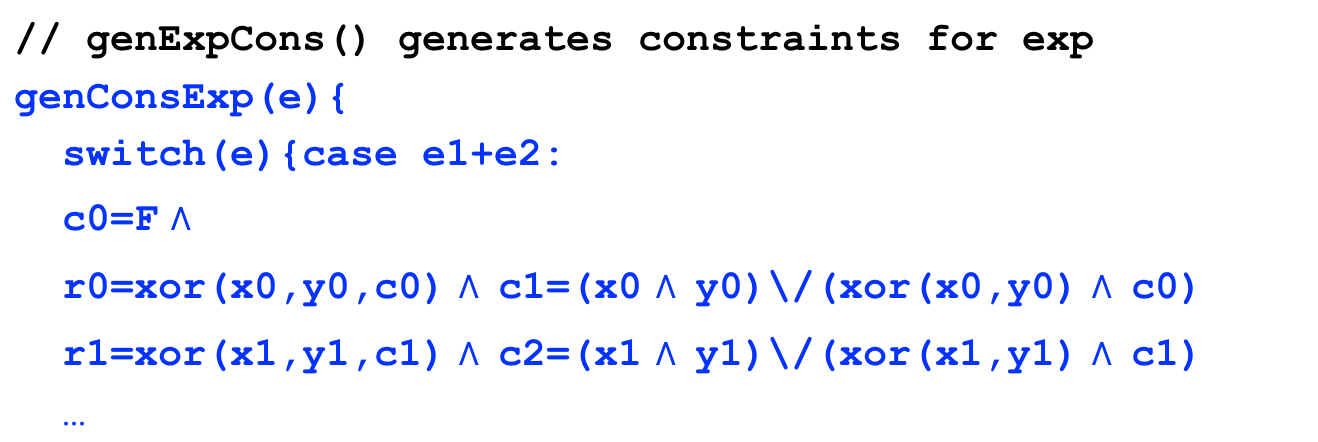 // genExpCons() generates constraints for exp
genConsExp(e){
switch(e){case e1+e2:
c0=F ∧
r0=xor(x0,y0,c0) ∧ c1=(x0 ∧ y0)\/(xor(x0,y0) ∧ c0)
r1=xor(x1,y1,c1) ∧ c2=(x1 ∧ y1)\/(xor(x1,y1) ∧ c1)
…